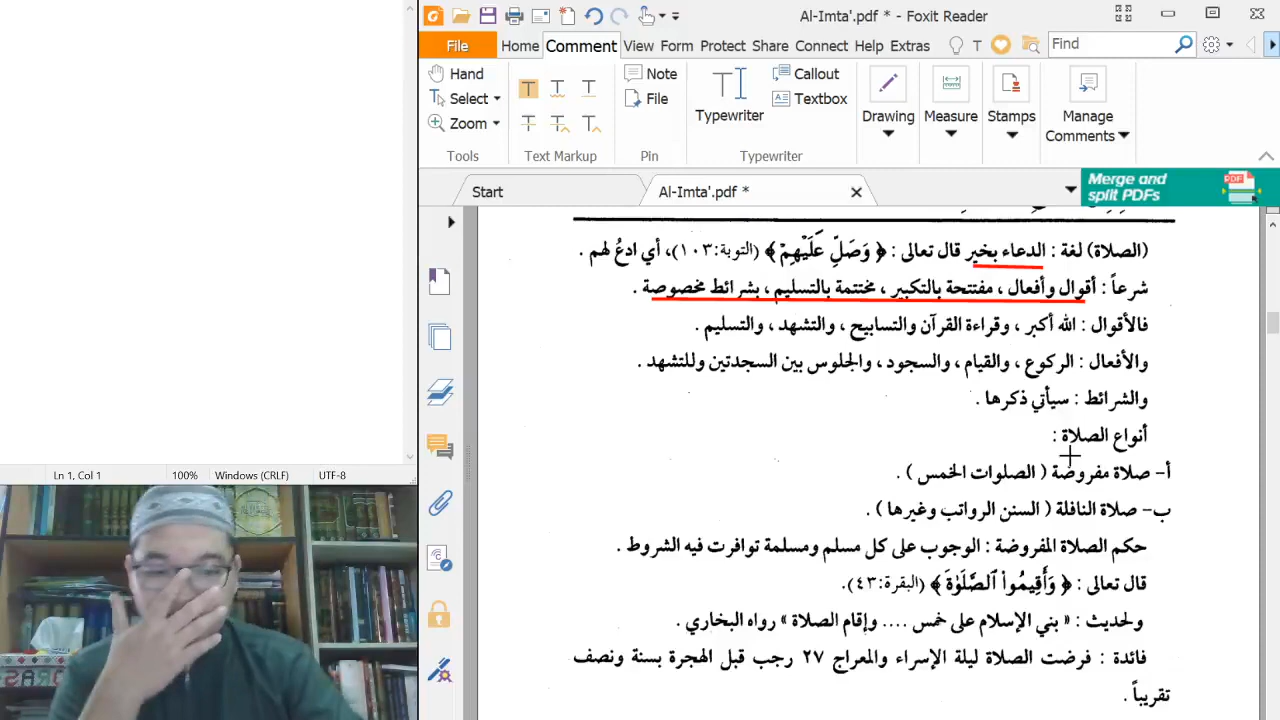 Al-Imta'.pdf * - Foxit Reader
File Home Comment View Form Protect Share Connect Help Extras Find
Hand
Select
Zoom
Tools
Text Markup
Note
File
Pin
Typewriter
Typewriter
Callout
Textbox
Drawing
Measure
Stamps
Manage Comments
Start
Al-Imta'.pdf *
Merge and
split PDFs
PDF
(الصلاة) لغة : الدعاء بخير قال تعالى : ﴿ وَصَلِّ عَلَيْهِمْ ﴾ (التوبة:١٠٣)، أي ادعُ لهم .
شرعاً : أقوال وأفعال ، مفتتحة بالتكبير ، مختتمة بالتسليم ، بشرائط مخصوصة .
فالأقوال : الله أكبر ، وقراءة القرآن والتسابيح ، والتشهد ، والتسليم .
والأفعال : الركوع ، والقيام ، والسجود ، والجلوس بين السجدتين وللتشهد .
والشرائط : سيأتي ذكرها .
أنواع الصلاة :
أ- صلاة مفروضة ( الصلوات الخمس ) .
ب- صلاة النافلة ( السنن الرواتب وغيرها ) .
حكم الصلاة المفروضة : الوجوب على كل مسلم ومسلمة توافرت فيه الشروط .
قال تعالى : ﴿ وَأَقِيمُوا۟ ٱلصَّلَوٰةَ ﴾ (البقرة:٤٣).
ولحديث : « بني الإسلام على خمس .... وإقام الصلاة » رواه البخاري .
فائدة : فرضت الصلاة ليلة الإسراء والمعراج ٢٧ رجب قبل الهجرة بسنة ونصف
تقريباً .
Ln 1, Col 1 100% Windows (CRLF) UTF-8